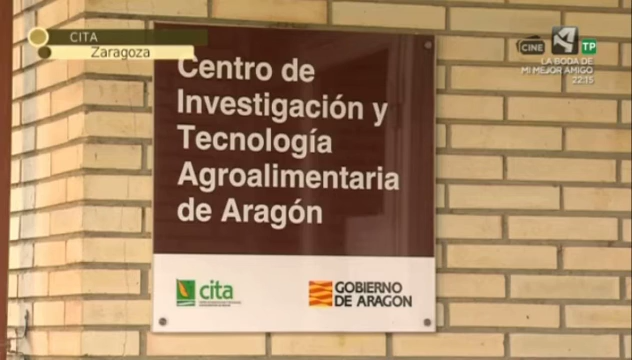 CITA
Zaragoza
CINE
TP
LA BODA DE
MI MEJOR AMIGO
22:15
Centro de
Investigación y
Tecnología
Agroalimentaria
de Aragón
cita
GOBIERNO
DE ARAGON